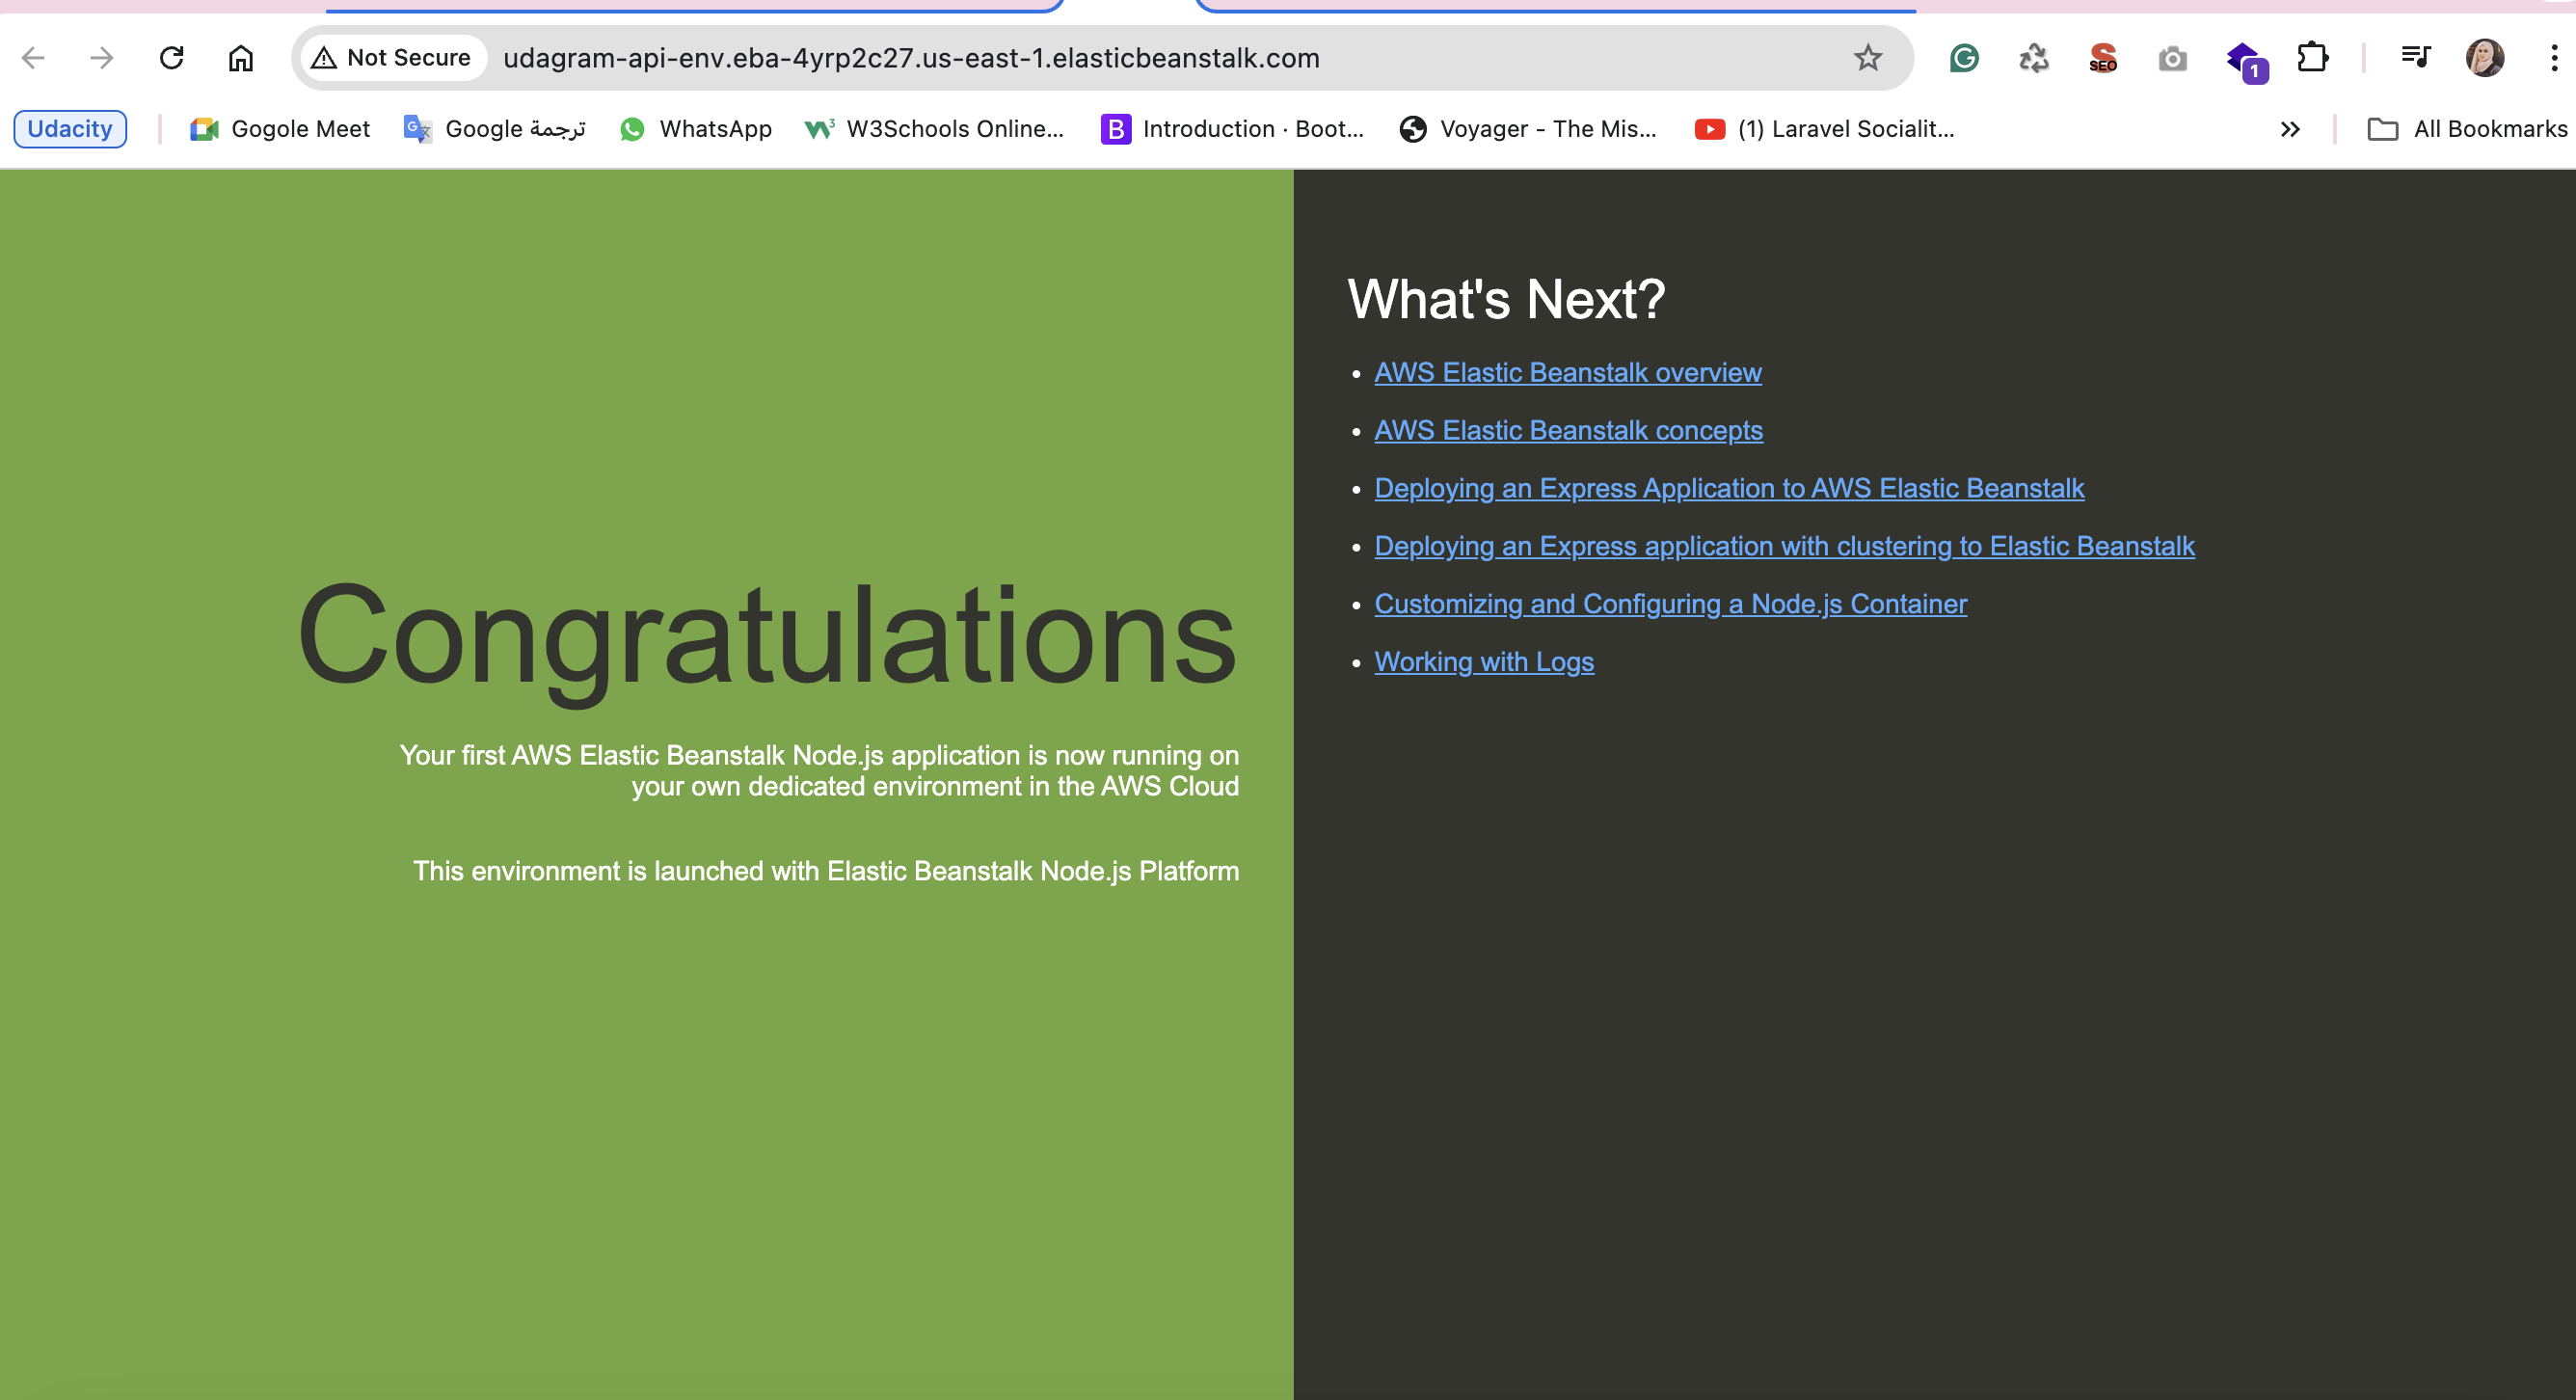 Not Secure udagram-api-env.eba-4yrp2c27.us-east-1.elasticbeanstalk.com SEO 1
Udacity Gogole Meet Google ترجمة WhatsApp W3Schools Online... Introduction · Boot... Voyager - The Mis... (1) Laravel Socialit... All Bookmarks
Congratulations
Your first AWS Elastic Beanstalk Node.js application is now running on
your own dedicated environment in the AWS Cloud
This environment is launched with Elastic Beanstalk Node.js Platform
What's Next?
• AWS Elastic Beanstalk overview
• AWS Elastic Beanstalk concepts
• Deploying an Express Application to AWS Elastic Beanstalk
• Deploying an Express application with clustering to Elastic Beanstalk
• Customizing and Configuring a Node.js Container
• Working with Logs